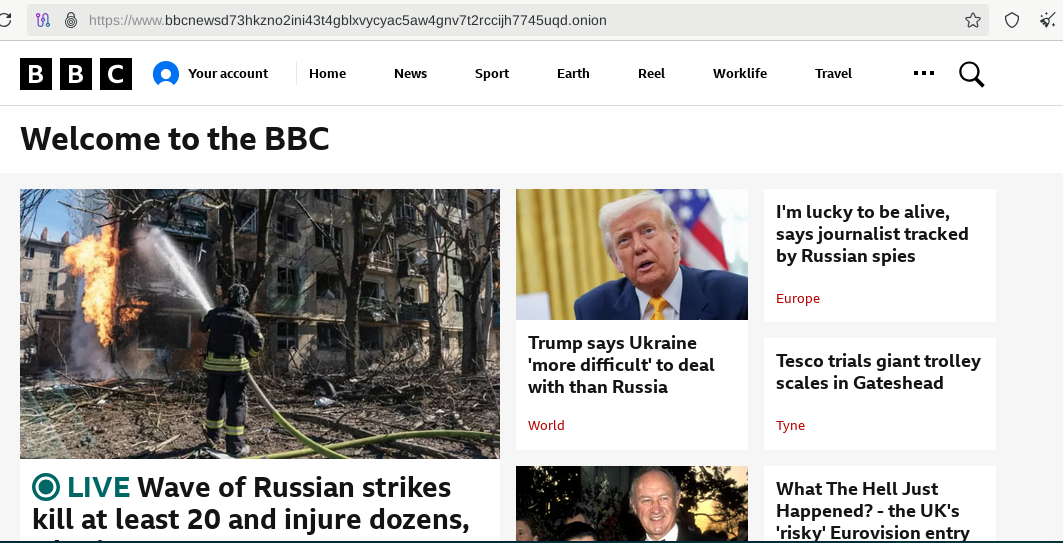 https://www.bbcnewsd73hkzno2ini43t4gblxvycyac5aw4gnv7t2rccijh7745uqd.onion
BBC
Your account
Home
News
Sport
Earth
Reel
Worklife
Travel
Welcome to the BBC
LIVE Wave of Russian strikes
kill at least 20 and injure dozens,
Trump says Ukraine
'more difficult' to deal
with than Russia
World
I'm lucky to be alive,
says journalist tracked
by Russian spies
Europe
Tesco trials giant trolley
scales in Gateshead
Tyne
What The Hell Just
Happened? - the UK's
'risky' Eurovision entry